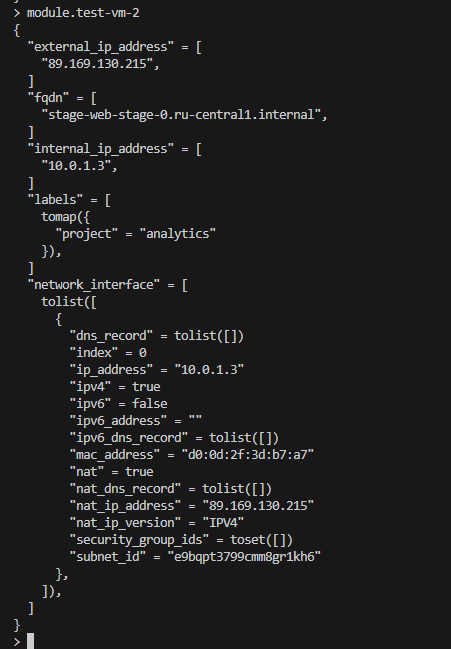 > module.test-vm-2
{
  "external_ip_address" = [
    "89.169.130.215",
  ]
  "fqdn" = [
    "stage-web-stage-0.ru-central1.internal",
  ]
  "internal_ip_address" = [
    "10.0.1.3",
  ]
  "labels" = [
    tomap({
      "project" = "analytics"
    }),
  ]
  "network_interface" = [
    tolist([
      {
        "dns_record" = tolist([])
        "index" = 0
        "ip_address" = "10.0.1.3"
        "ipv4" = true
        "ipv6" = false
        "ipv6_address" = ""
        "ipv6_dns_record" = tolist([])
        "mac_address" = "d0:0d:2f:3d:b7:a7"
        "nat" = true
        "nat_dns_record" = tolist([])
        "nat_ip_address" = "89.169.130.215"
        "nat_ip_version" = "IPV4"
        "security_group_ids" = toset([])
        "subnet_id" = "e9bqpt3799cmm8gr1kh6"
      },
    ]),
  ]
}
>